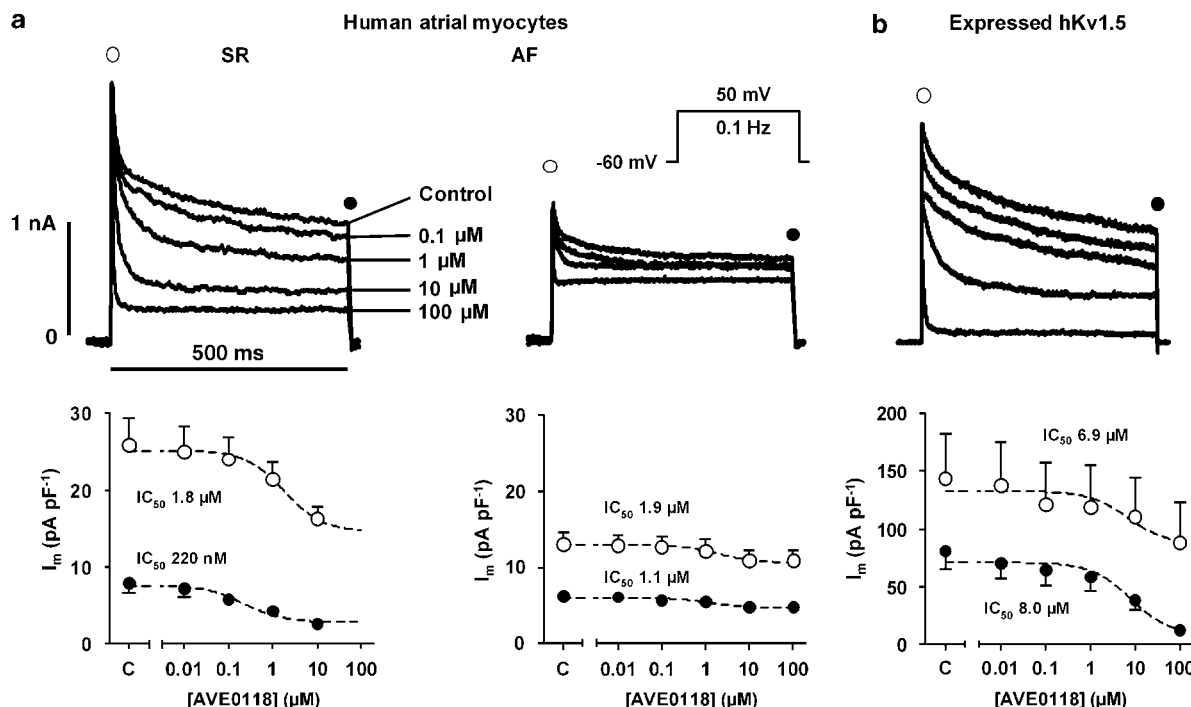 a
Human atrial myocytes
b
Expressed hKv1.5
SR
AF
50 mV
0.1 Hz
-60 mV
Control
0.1 µM
1 µM
10 µM
100 µM
1 nA
0
500 ms
30
20
10
0
Im (pA pF-1)
IC50 1.8 µM
IC50 220 nM
C 0.01 0.1 1 10 100
[AVE0118] (µM)
30
20
10
0
Im (pA pF-1)
IC50 1.9 µM
IC50 1.1 µM
C 0.01 0.1 1 10 100
[AVE0118] (µM)
200
150
100
50
0
Im (pA pF-1)
IC50 6.9 µM
IC50 8.0 µM
C 0.01 0.1 1 10 100
[AVE0118] (µM)